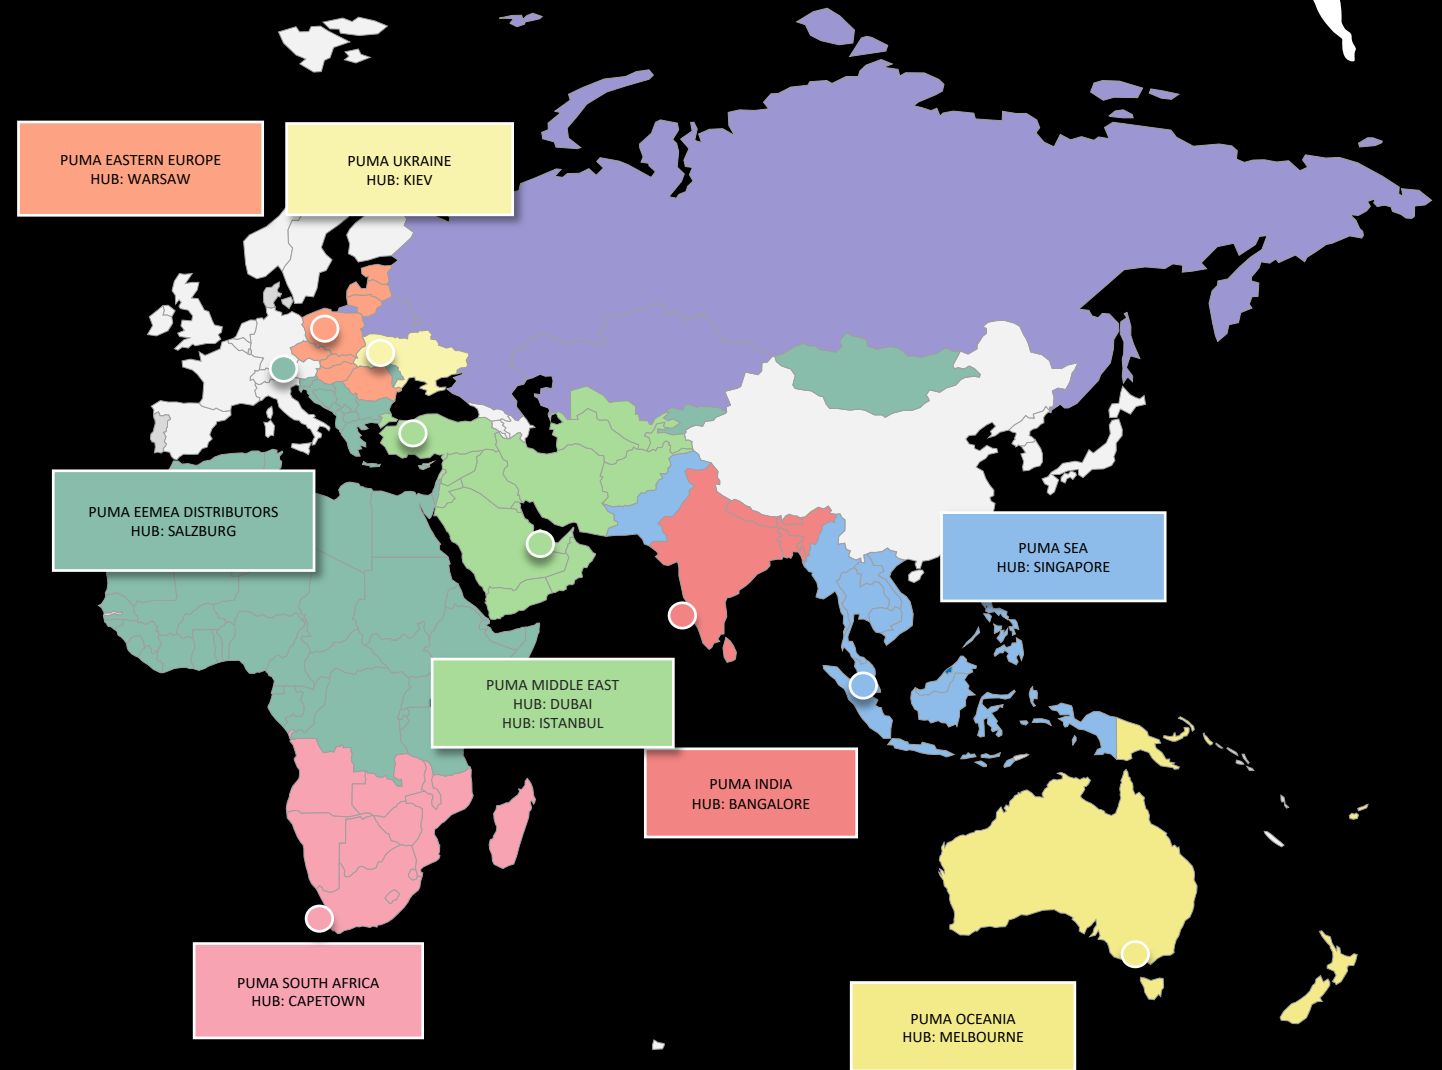 PUMA EASTERN EUROPE
HUB: WARSAW
PUMA UKRAINE
HUB: KIEV
PUMA EEMEA DISTRIBUTORS
HUB: SALZBURG
PUMA SEA
HUB: SINGAPORE
PUMA MIDDLE EAST
HUB: DUBAI
HUB: ISTANBUL
PUMA INDIA
HUB: BANGALORE
PUMA SOUTH AFRICA
HUB: CAPETOWN
PUMA OCEANIA
HUB: MELBOURNE